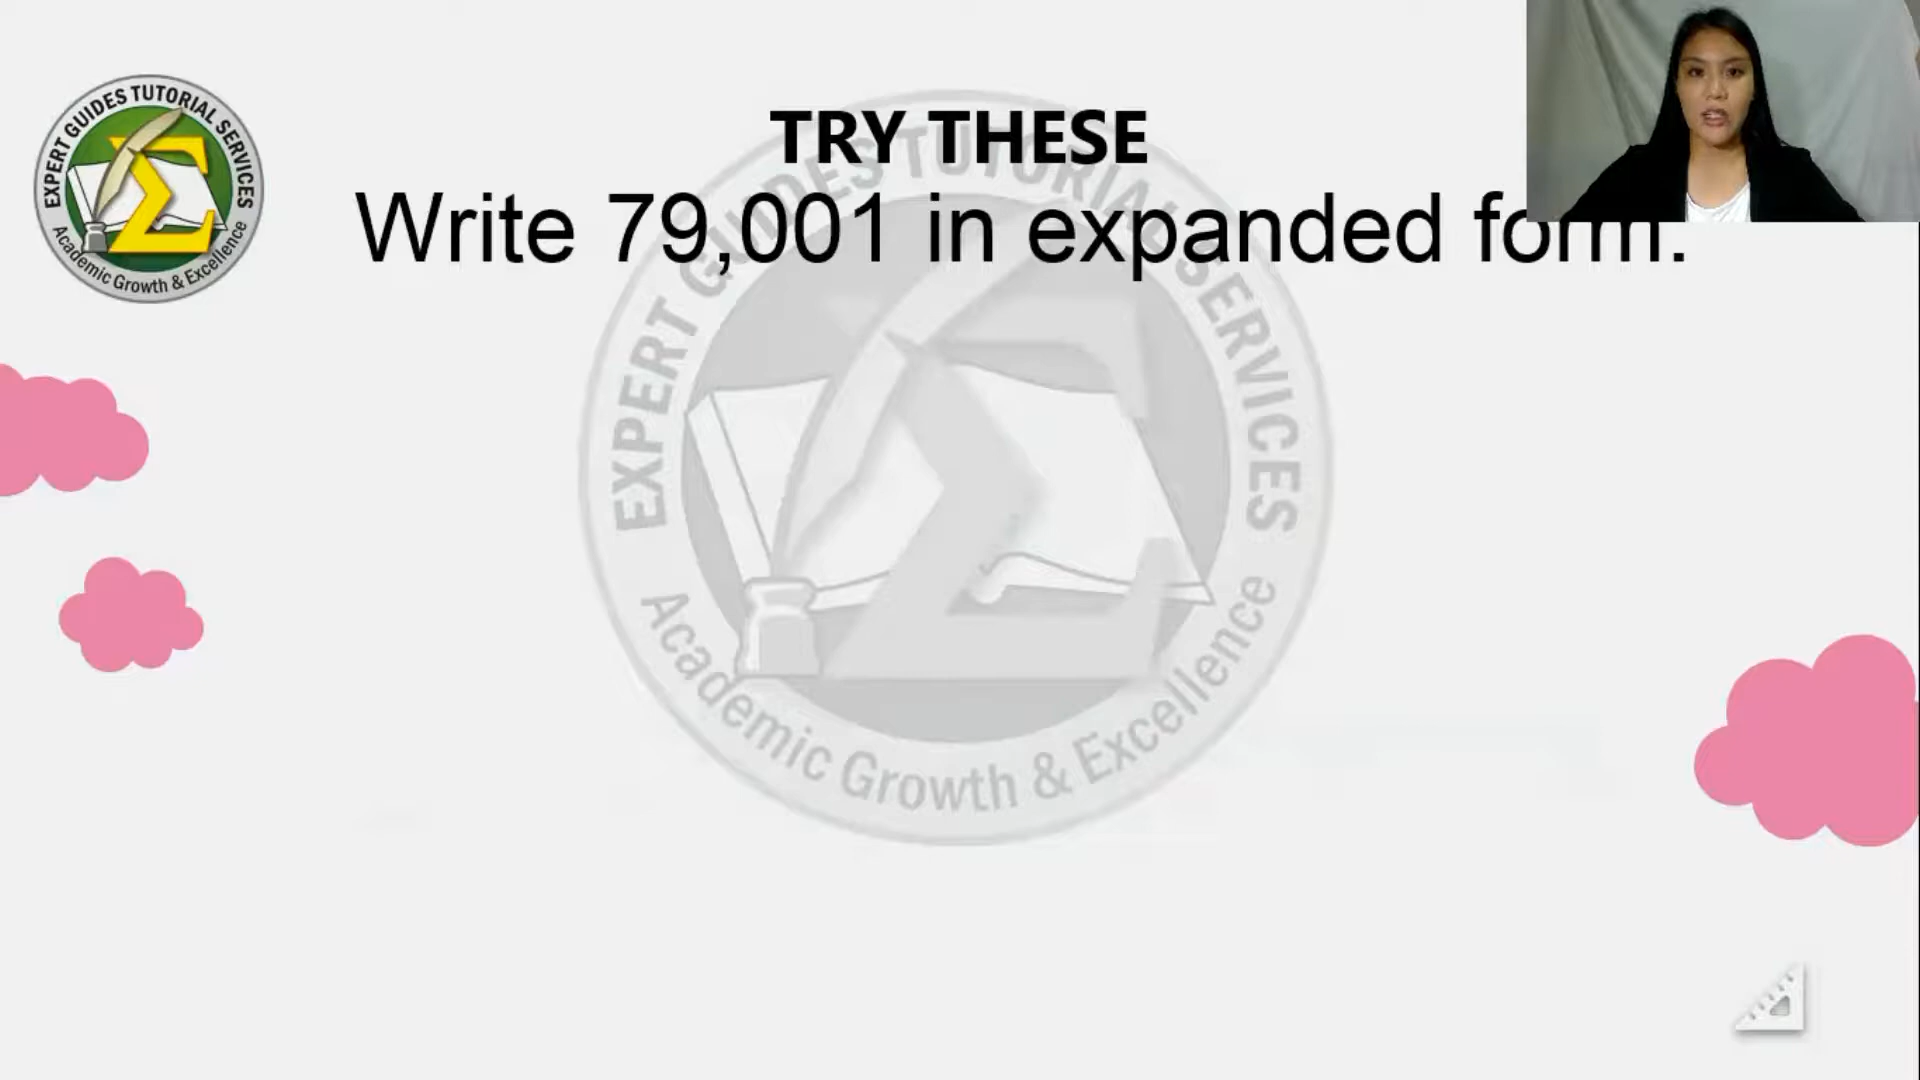 EXPERT GUIDES TUTORIAL SERVICES
Academic Growth & Excellence
TRY THESE
Write 79,001 in expanded form.
EXPERT GUIDES TUTORIAL SERVICES
Academic Growth & Excellence